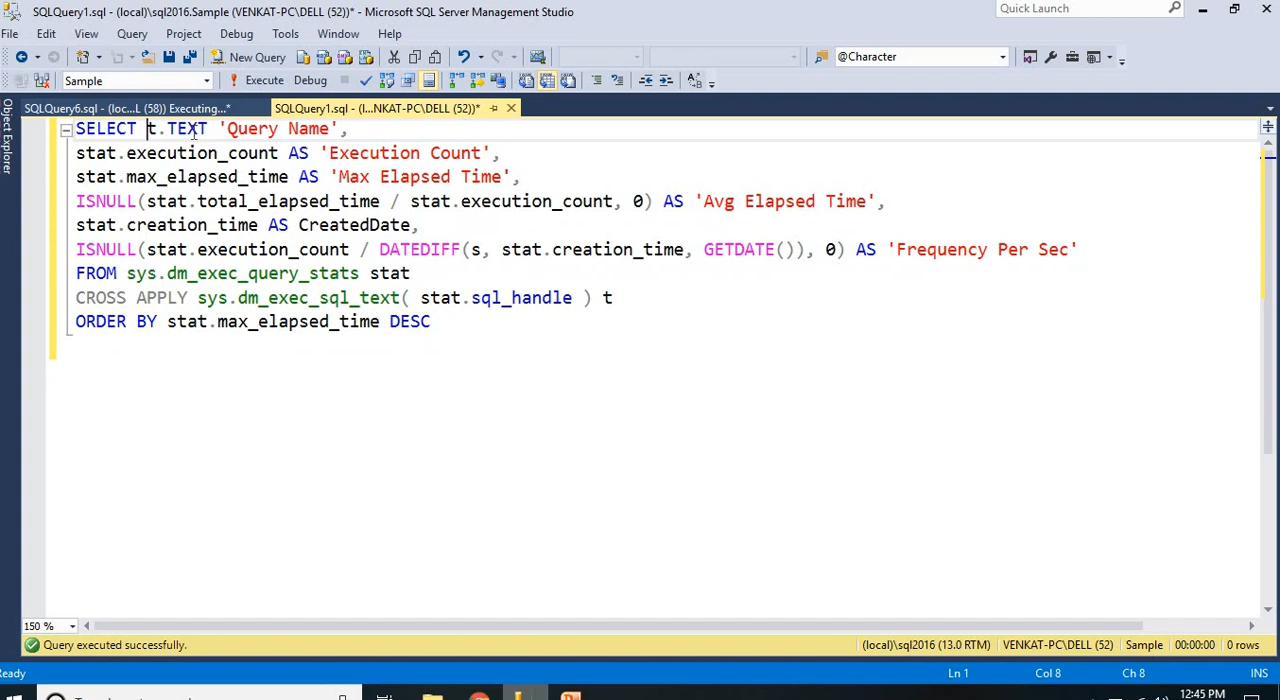 SQLQuery1.sql - (local)\sql2016.Sample (VENKAT-PC\DELL (52))* - Microsoft SQL Server Management Studio
Quick Launch
File Edit View Query Project Debug Tools Window Help
New Query
@Character
Sample
Execute Debug
SQLQuery6.sql - (loc...L (58)) Executing...*
SQLQuery1.sql - (l...NKAT-PC\DELL (52))*
Object Explorer
SELECT t.TEXT 'Query Name',
stat.execution_count AS 'Execution Count',
stat.max_elapsed_time AS 'Max Elapsed Time',
ISNULL(stat.total_elapsed_time / stat.execution_count, 0) AS 'Avg Elapsed Time',
stat.creation_time AS CreatedDate,
ISNULL(stat.execution_count / DATEDIFF(s, stat.creation_time, GETDATE()), 0) AS 'Frequency Per Sec'
FROM sys.dm_exec_query_stats stat
CROSS APPLY sys.dm_exec_sql_text( stat.sql_handle ) t
ORDER BY stat.max_elapsed_time DESC
150 %
Query executed successfully.
(local)\sql2016 (13.0 RTM) VENKAT-PC\DELL (52) Sample 00:00:00 0 rows
Ready
Ln 1 Col 8 Ch 8 INS
12:45 PM